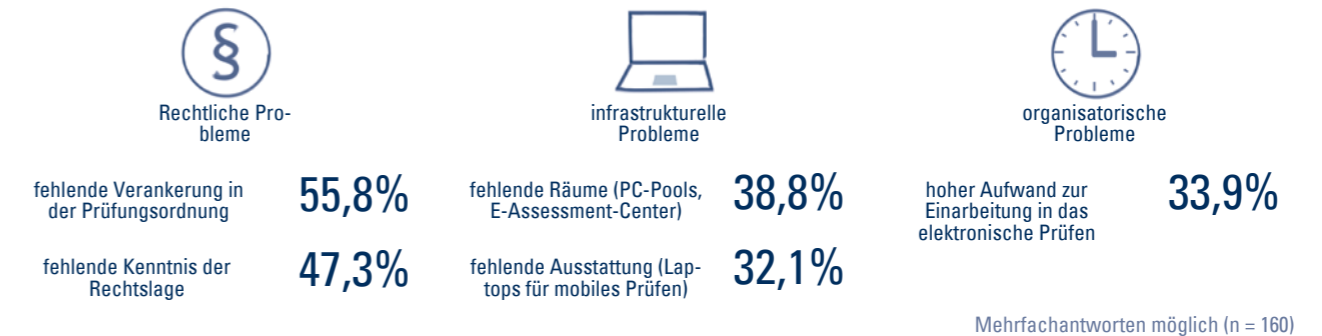 §
Rechtliche Pro-
bleme
fehlende Verankerung in
der Prüfungsordnung
55,8%
fehlende Kenntnis der
Rechtslage
47,3%
infrastrukturelle
Probleme
fehlende Räume (PC-Pools,
E-Assessment-Center)
38,8%
fehlende Ausstattung (Lap-
tops für mobiles Prüfen)
32,1%
organisatorische
Probleme
hoher Aufwand zur
Einarbeitung in das
elektronische Prüfen
33,9%
Mehrfachantworten möglich (n = 160)